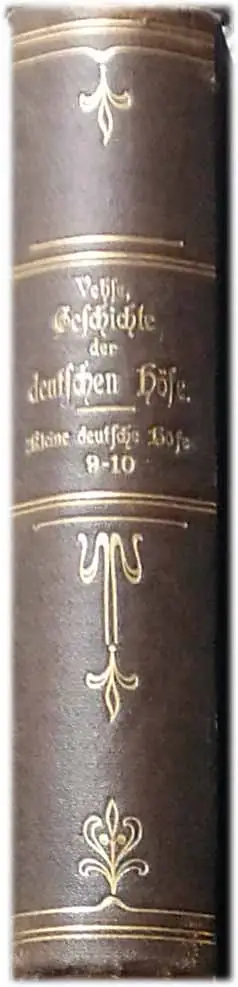 Vehse,
Geschichte
der
deutschen Höfe.
Kleine deutsche Höfe
9-10